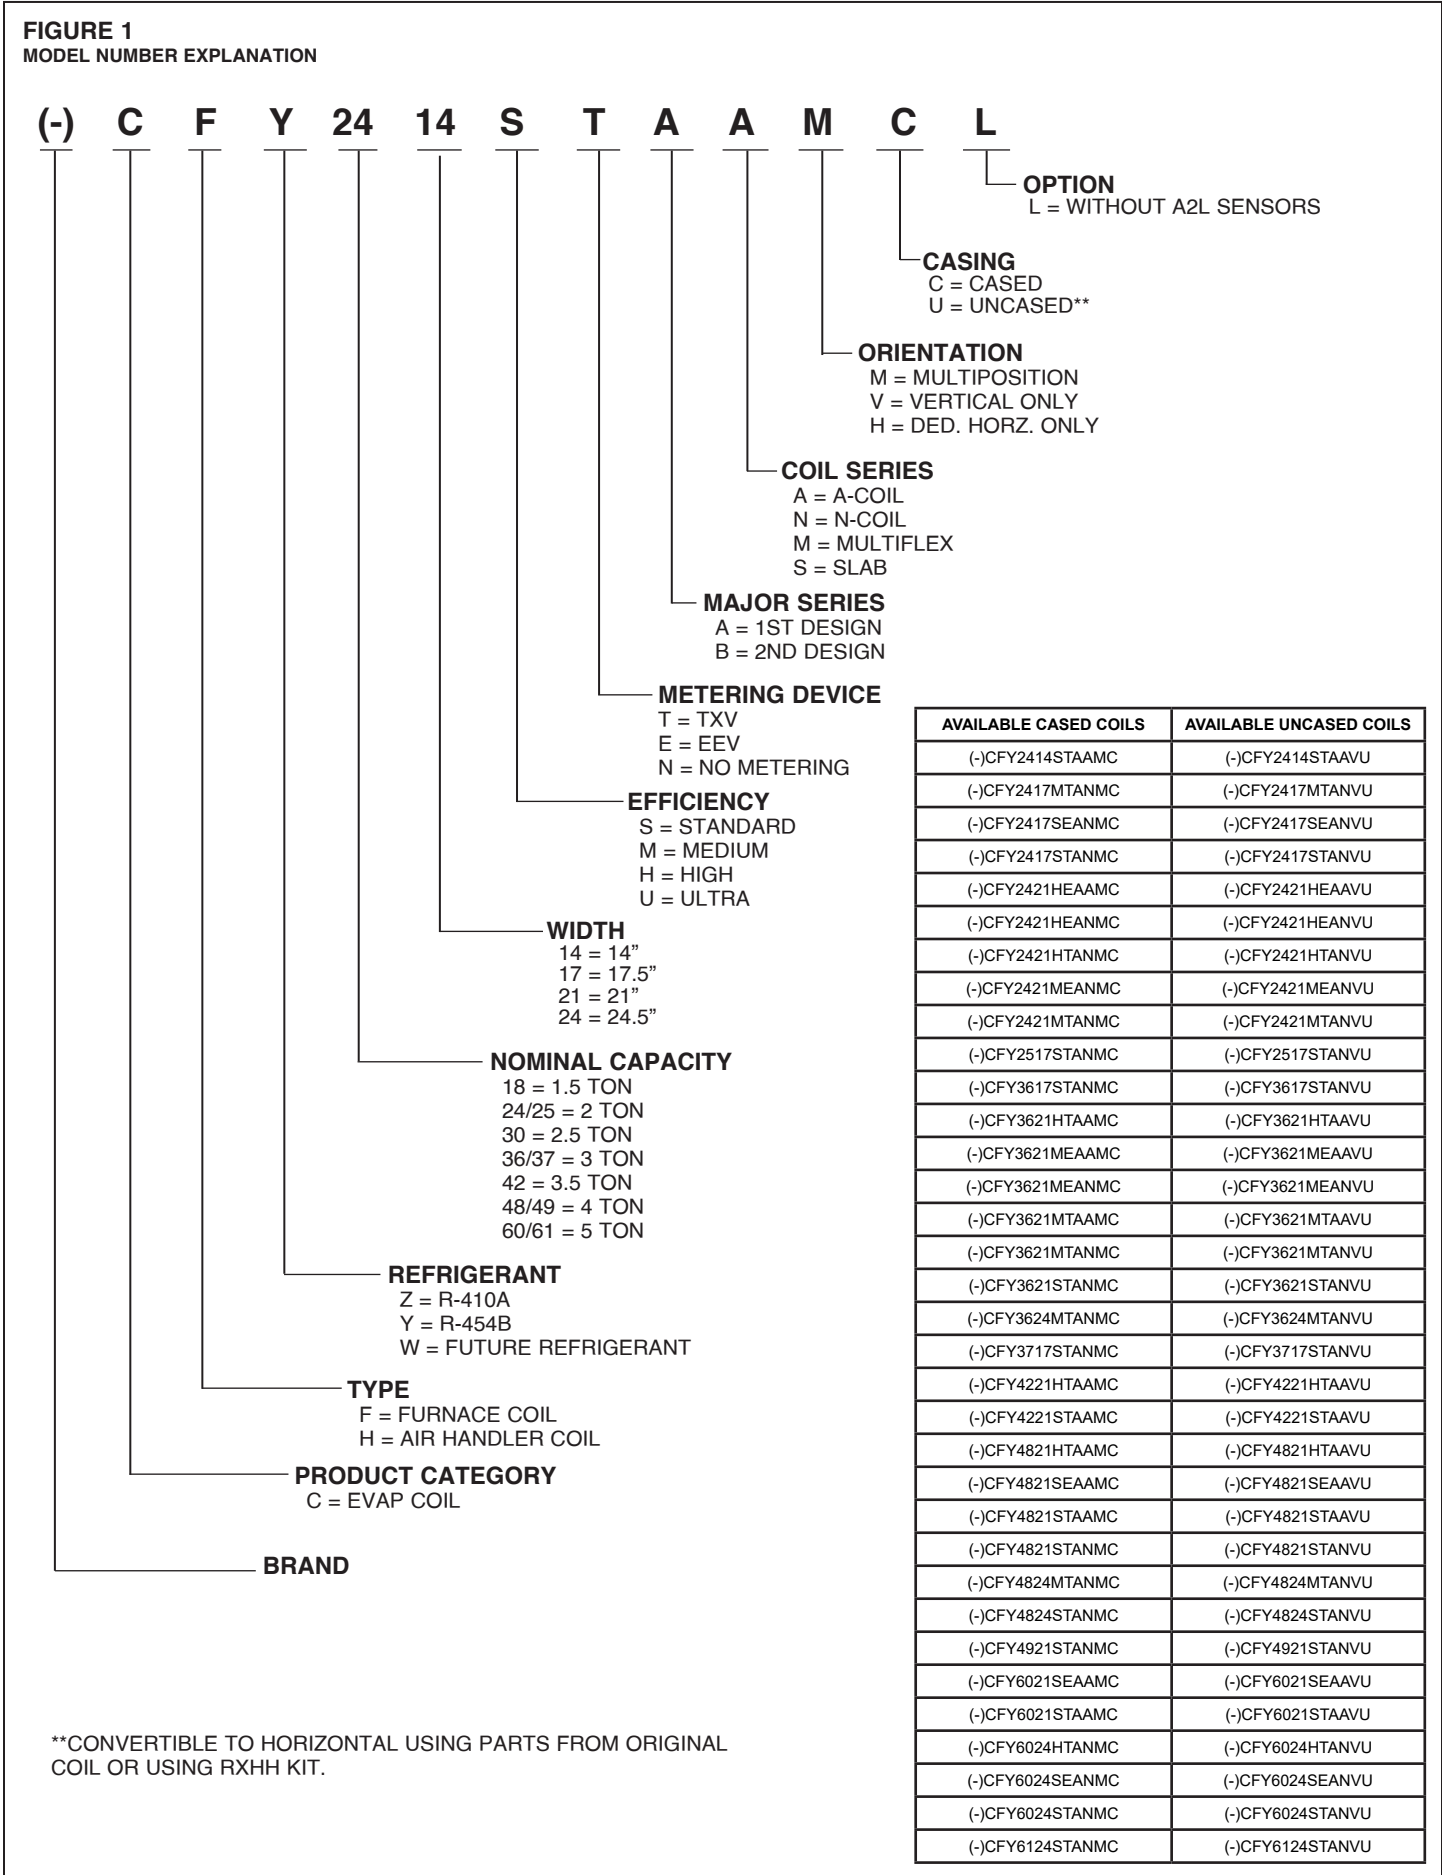 FIGURE 1
MODEL NUMBER EXPLANATION
(-) C F Y 24 14 S T A A M C L
OPTION
L = WITHOUT A2L SENSORS
CASING
C = CASED
U = UNCASED**
ORIENTATION
M = MULTIPOSITION
V = VERTICAL ONLY
H = DED. HORZ. ONLY
COIL SERIES
A = A-COIL
N = N-COIL
M = MULTIFLEX
S = SLAB
MAJOR SERIES
A = 1ST DESIGN
B = 2ND DESIGN
METERING DEVICE
T = TXV
E = EEV
N = NO METERING
EFFICIENCY
S = STANDARD
M = MEDIUM
H = HIGH
U = ULTRA
WIDTH
14 = 14”
17 = 17.5”
21 = 21”
24 = 24.5”
NOMINAL CAPACITY
18 = 1.5 TON
24/25 = 2 TON
30 = 2.5 TON
36/37 = 3 TON
42 = 3.5 TON
48/49 = 4 TON
60/61 = 5 TON
REFRIGERANT
Z = R-410A
Y = R-454B
W = FUTURE REFRIGERANT
TYPE
F = FURNACE COIL
H = AIR HANDLER COIL
PRODUCT CATEGORY
C = EVAP COIL
BRAND
**CONVERTIBLE TO HORIZONTAL USING PARTS FROM ORIGINAL
COIL OR USING RXHH KIT.
AVAILABLE CASED COILS AVAILABLE UNCASED COILS
(-)CFY2414STAAMC (-)CFY2414STAAVU
(-)CFY2417MTANMC (-)CFY2417MTANVU
(-)CFY2417SEANMC (-)CFY2417SEANVU
(-)CFY2417STANMC (-)CFY2417STANVU
(-)CFY2421HEAAMC (-)CFY2421HEAAVU
(-)CFY2421HEANMC (-)CFY2421HEANVU
(-)CFY2421HTANMC (-)CFY2421HTANVU
(-)CFY2421MEANMC (-)CFY2421MEANVU
(-)CFY2421MTANMC (-)CFY2421MTANVU
(-)CFY2517STANMC (-)CFY2517STANVU
(-)CFY3617STANMC (-)CFY3617STANVU
(-)CFY3621HTAAMC (-)CFY3621HTAAVU
(-)CFY3621MEAAMC (-)CFY3621MEAAVU
(-)CFY3621MEANMC (-)CFY3621MEANVU
(-)CFY3621MTAAMC (-)CFY3621MTAAVU
(-)CFY3621MTANMC (-)CFY3621MTANVU
(-)CFY3621STANMC (-)CFY3621STANVU
(-)CFY3624MTANMC (-)CFY3624MTANVU
(-)CFY3717STANMC (-)CFY3717STANVU
(-)CFY4221HTAAMC (-)CFY4221HTAAVU
(-)CFY4221STAAMC (-)CFY4221STAAVU
(-)CFY4821HTAAMC (-)CFY4821HTAAVU
(-)CFY4821SEAAMC (-)CFY4821SEAAVU
(-)CFY4821STAAMC (-)CFY4821STAAVU
(-)CFY4821STANMC (-)CFY4821STANVU
(-)CFY4824MTANMC (-)CFY4824MTANVU
(-)CFY4824STANMC (-)CFY4824STANVU
(-)CFY4921STANMC (-)CFY4921STANVU
(-)CFY6021SEAAMC (-)CFY6021SEAAVU
(-)CFY6021STAAMC (-)CFY6021STAAVU
(-)CFY6024HTANMC (-)CFY6024HTANVU
(-)CFY6024SEANMC (-)CFY6024SEANVU
(-)CFY6024STANMC (-)CFY6024STANVU
(-)CFY6124STANMC (-)CFY6124STANVU